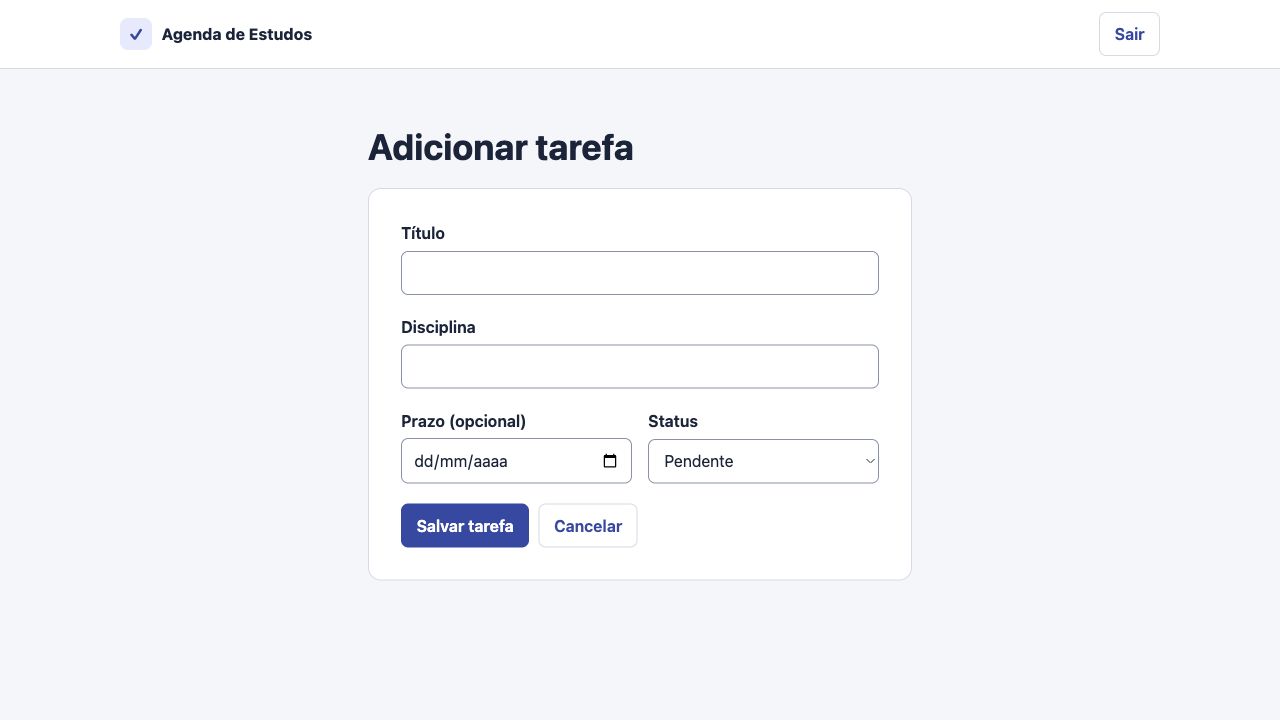 Agenda de Estudos
Sair
Adicionar tarefa
Título
Disciplina
Prazo (opcional)
Status
dd/mm/aaaa
Pendente
Salvar tarefa
Cancelar